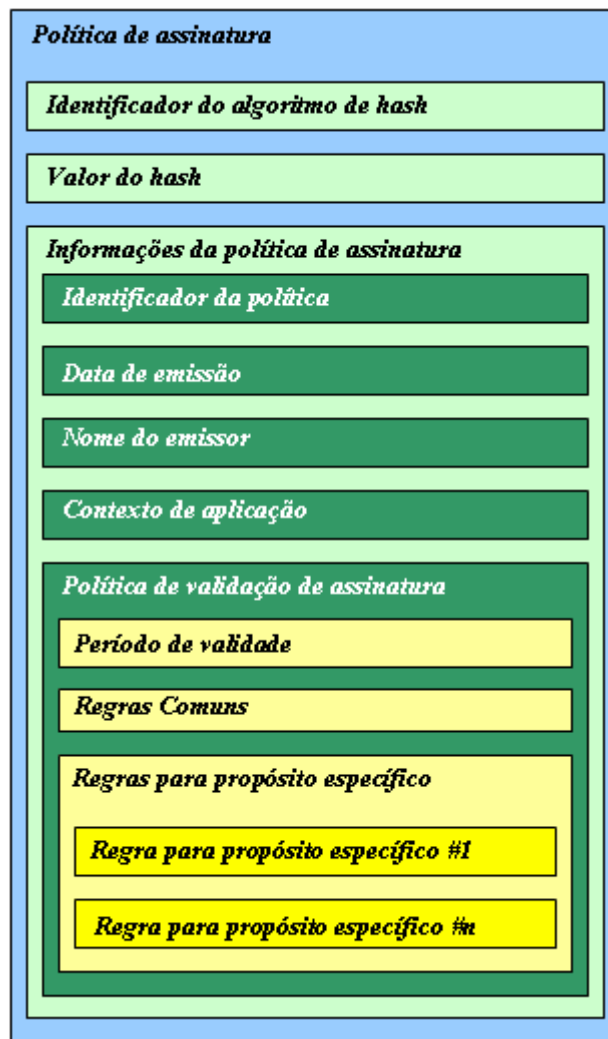 Política de assinatura
Identificador do algoritmo de hash
Valor do hash
Informações da política de assinatura
Identificador da política
Data de emissão
Nome do emissor
Contexto de aplicação
Política de validação de assinatura
Período de validade
Regras Comuns
Regras para propósito específico
Regra para propósito específico #1
Regra para propósito específico #n